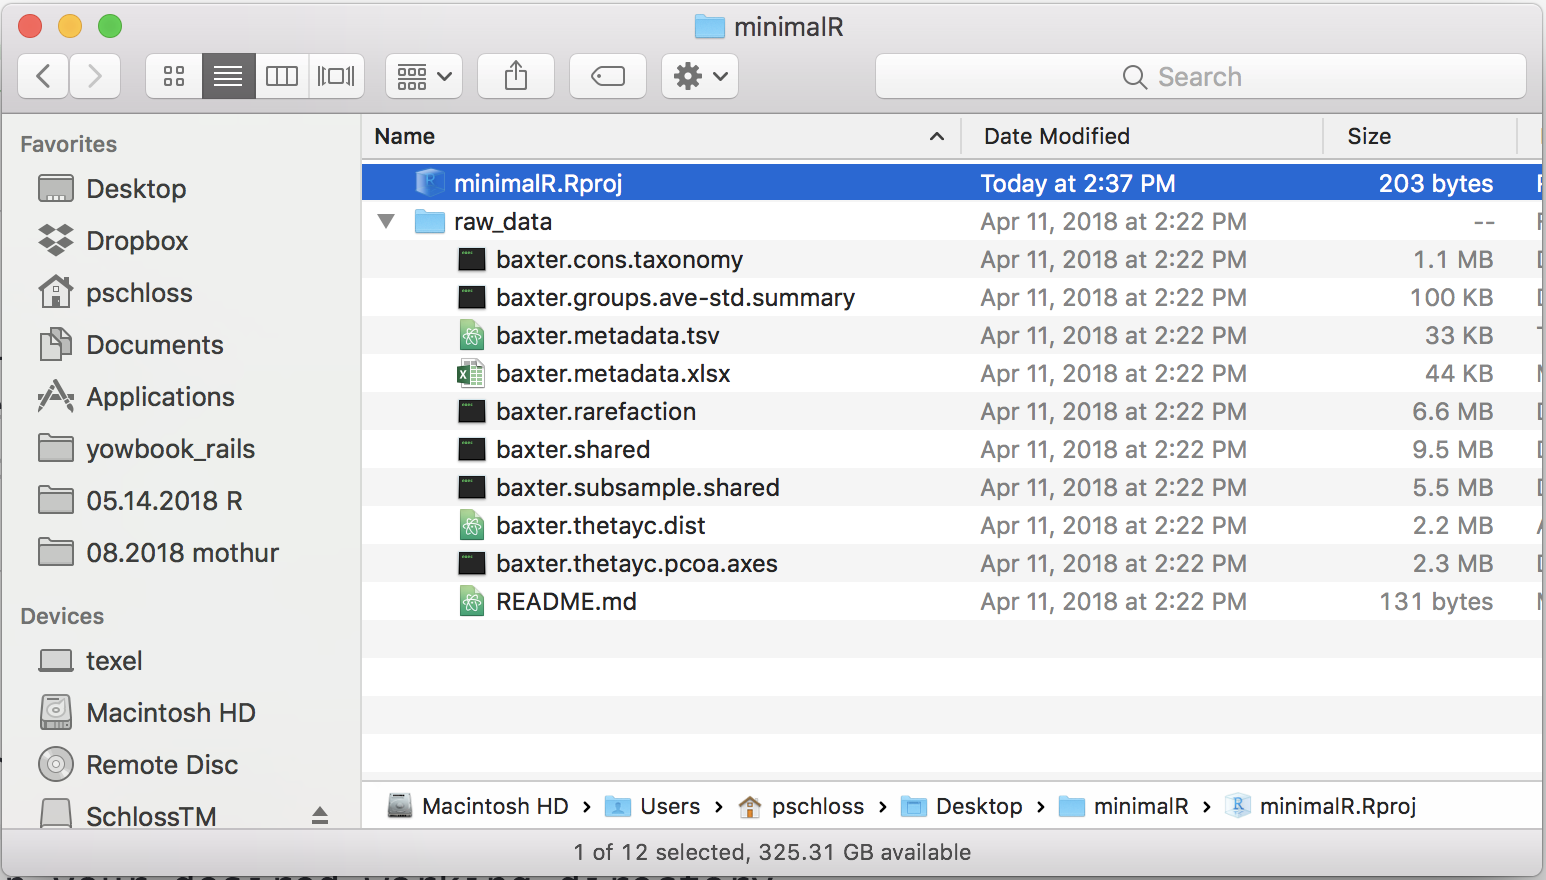 minimalR
Search
Favorites
Desktop
Dropbox
pschloss
Documents
Applications
yowbook_rails
05.14.2018 R
08.2018 mothur
Devices
texel
Macintosh HD
Remote Disc
SchlossTM
Name Date Modified Size
minimalR.Rproj Today at 2:37 PM 203 bytes
raw_data Apr 11, 2018 at 2:22 PM --
baxter.cons.taxonomy Apr 11, 2018 at 2:22 PM 1.1 MB
baxter.groups.ave-std.summary Apr 11, 2018 at 2:22 PM 100 KB
baxter.metadata.tsv Apr 11, 2018 at 2:22 PM 33 KB
baxter.metadata.xlsx Apr 11, 2018 at 2:22 PM 44 KB
baxter.rarefaction Apr 11, 2018 at 2:22 PM 6.6 MB
baxter.shared Apr 11, 2018 at 2:22 PM 9.5 MB
baxter.subsample.shared Apr 11, 2018 at 2:22 PM 5.5 MB
baxter.thetayc.dist Apr 11, 2018 at 2:22 PM 2.2 MB
baxter.thetayc.pcoa.axes Apr 11, 2018 at 2:22 PM 2.3 MB
README.md Apr 11, 2018 at 2:22 PM 131 bytes
Macintosh HD › Users › pschloss › Desktop › minimalR › minimalR.Rproj
1 of 12 selected, 325.31 GB available